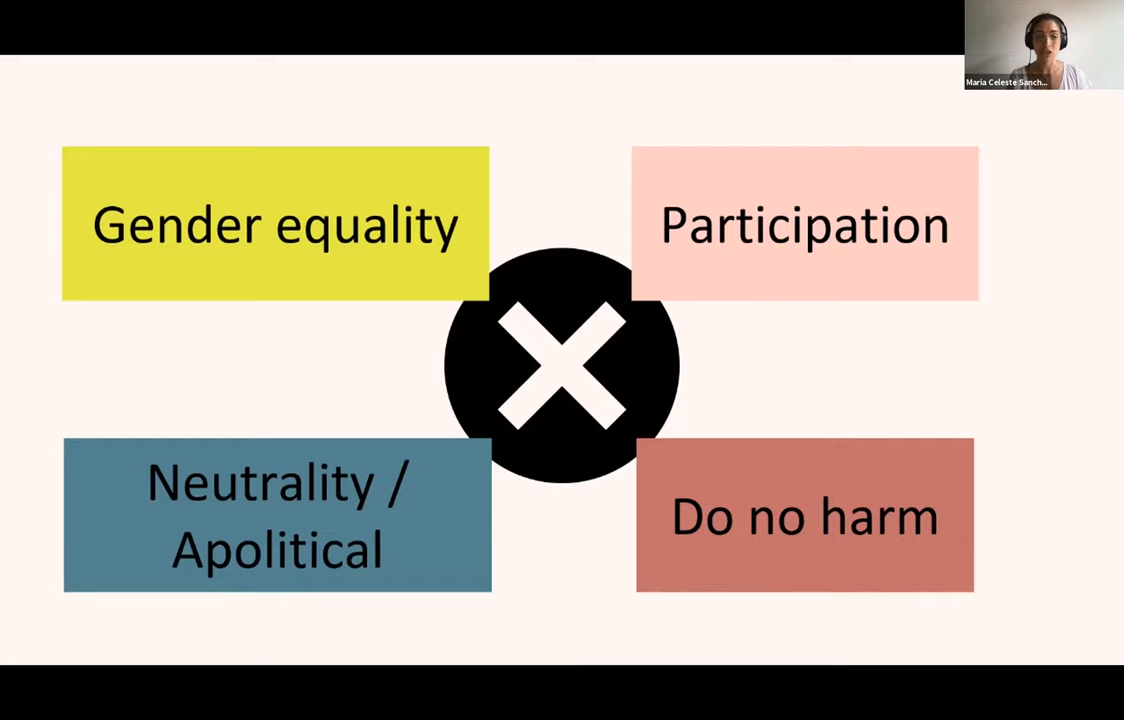 Maria Celeste Sanch...
Gender equality
Participation
Neutrality /
Apolitical
Do no harm